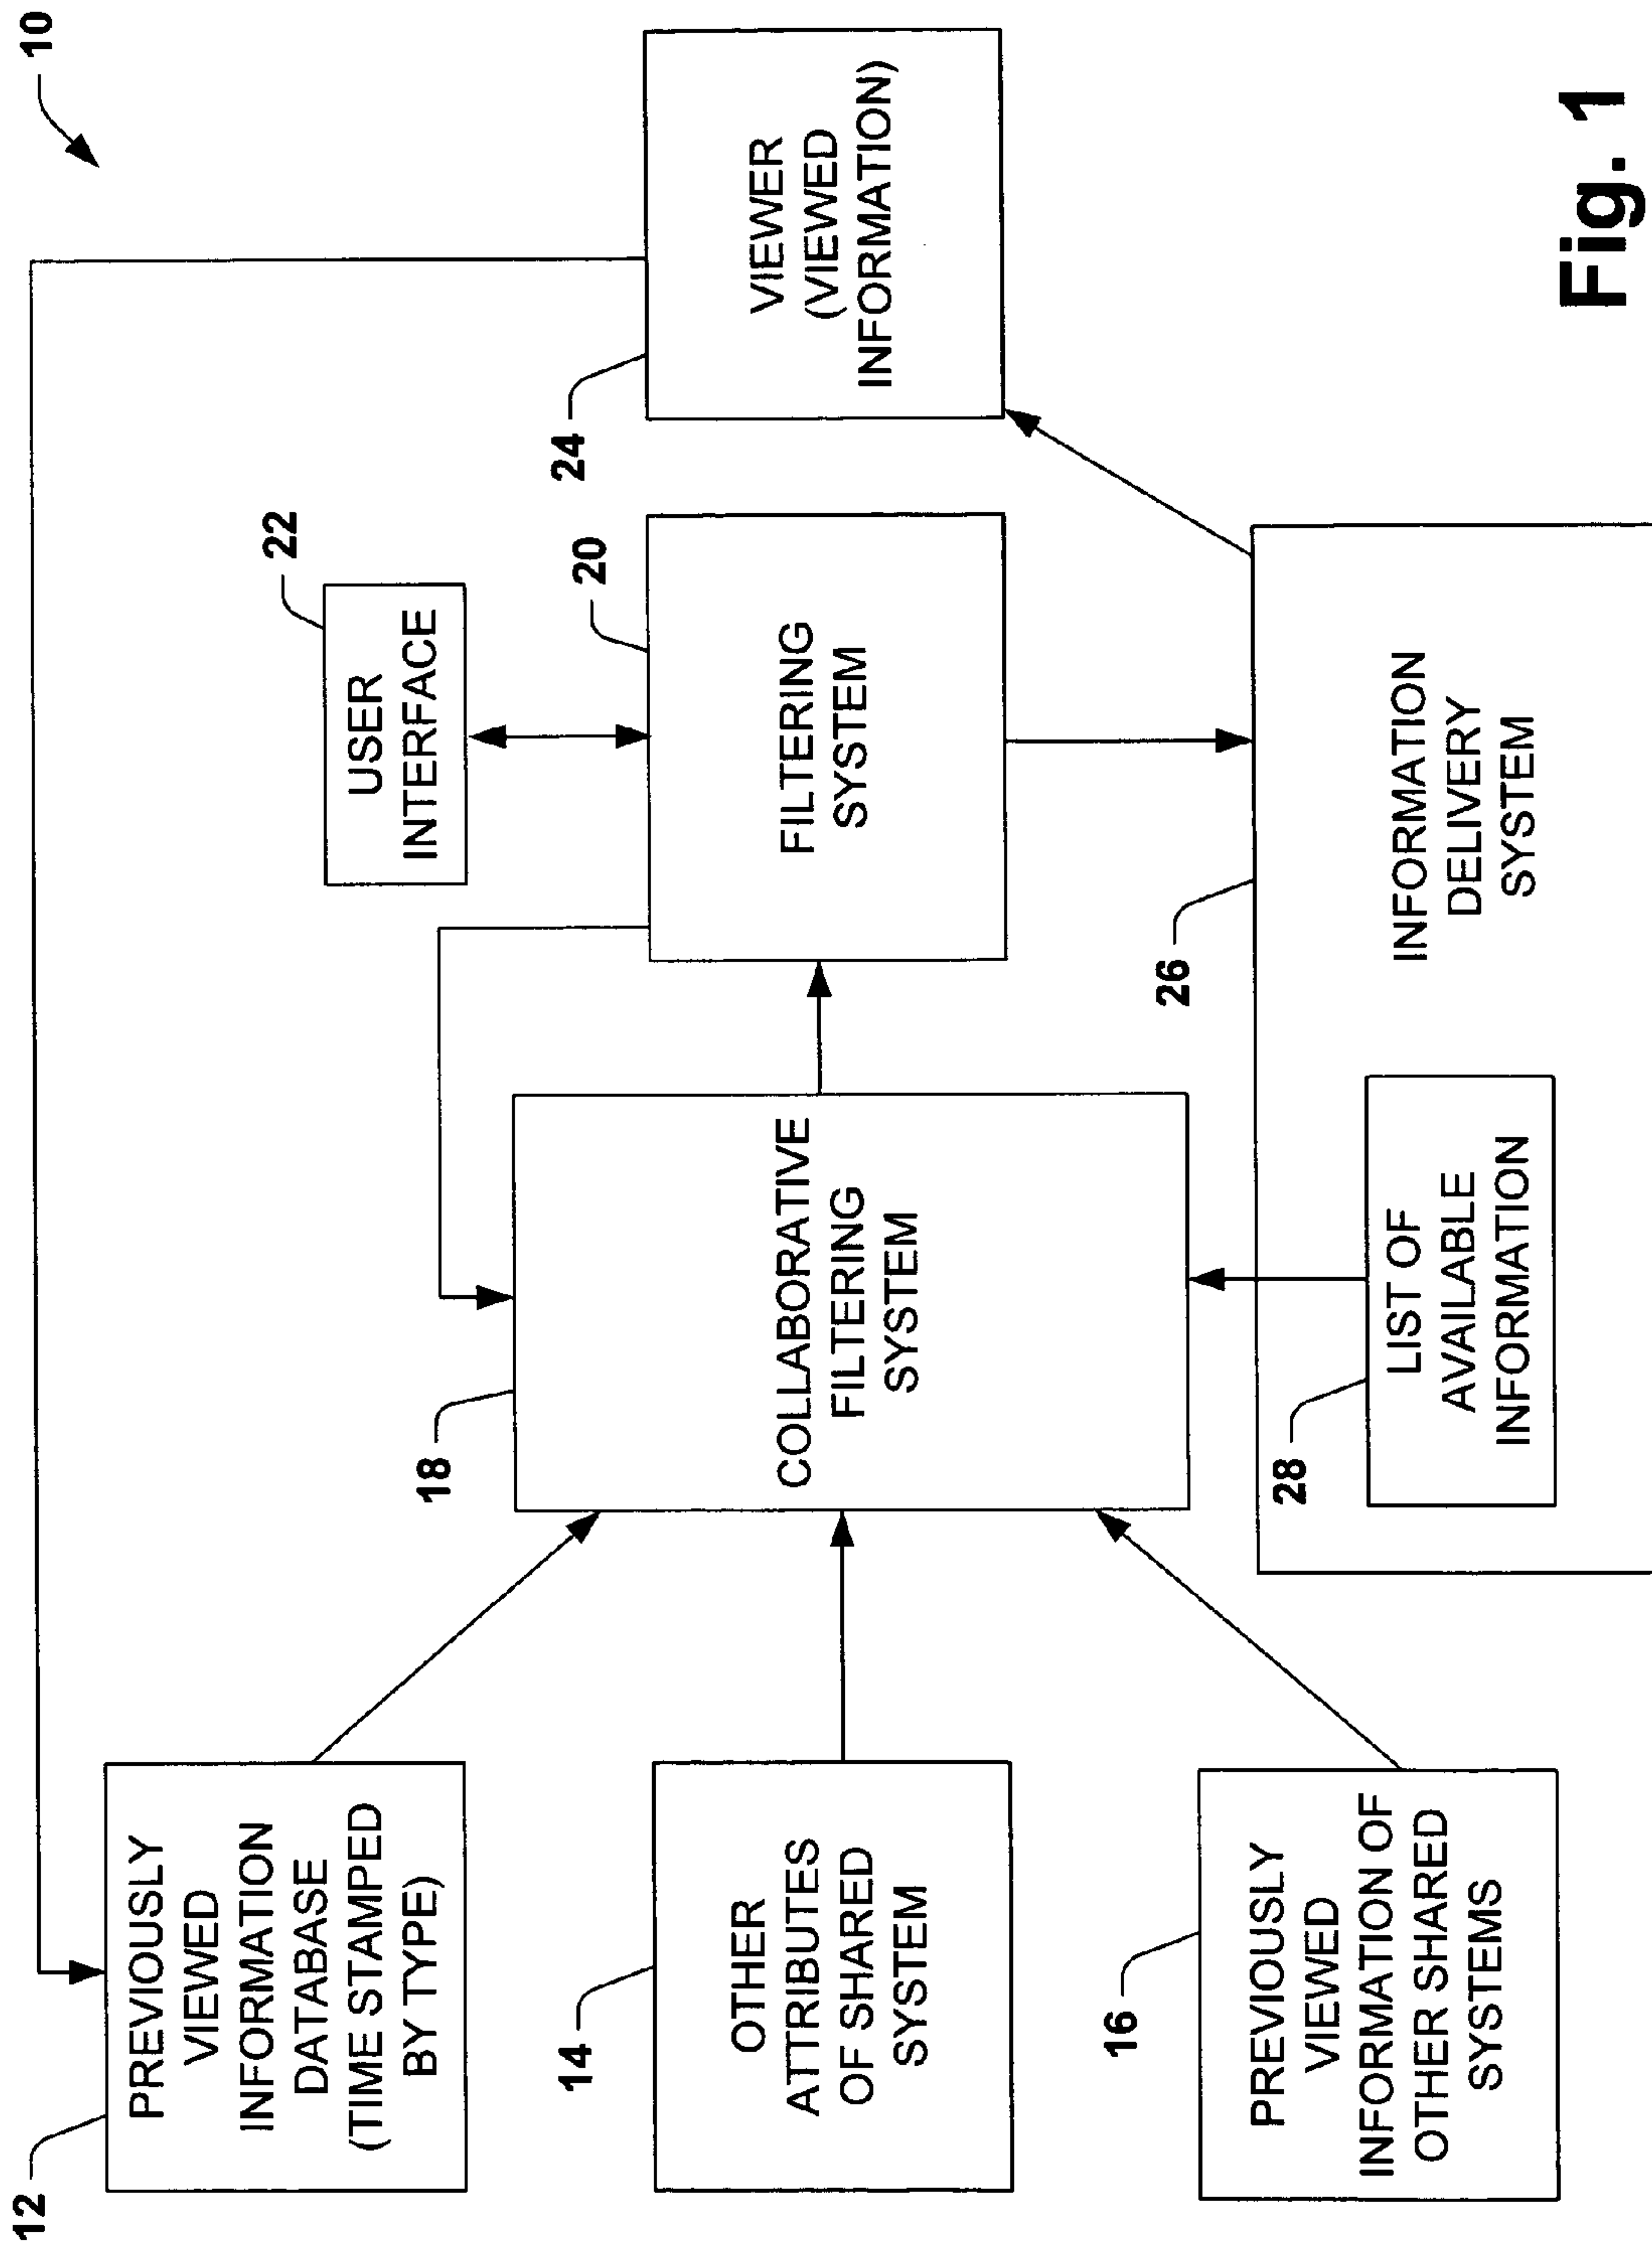 10
12
PREVIOUSLY
VIEWED
INFORMATION
DATABASE
(TIME STAMPED
BY TYPE)
14
OTHER
ATTRIBUTES
OF SHARED
SYSTEM
16
PREVIOUSLY
VIEWED
INFORMATION OF
OTHER SHARED
SYSTEMS
18
COLLABORATIVE
FILTERING
SYSTEM
22
USER
INTERFACE
20
FILTERING
SYSTEM
24
VIEWER
(VIEWED
INFORMATION)
26
INFORMATION
DELIVERY
SYSTEM
28
LIST OF
AVAILABLE
INFORMATION
Fig. 1